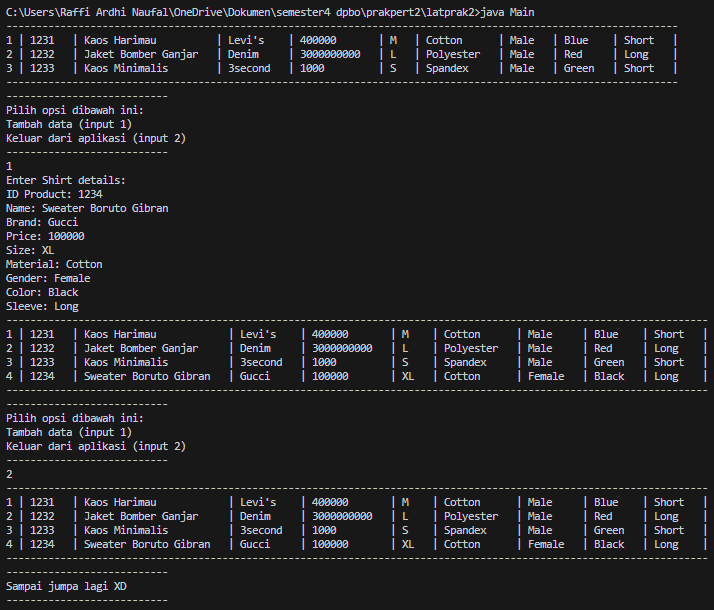 C:\Users\Raffi Ardhi Naufal\OneDrive\Dokumen\semester4 dpbo\prakpert2\latprak2>java Main
----------------------------------------------------------------------------------------------------------------
1 | 1231   | Kaos Harimau          | Levi's    | 400000     | M   | Cotton      | Male   | Blue    | Short   |
2 | 1232   | Jaket Bomber Ganjar   | Denim     | 3000000000   | L   | Polyester   | Male   | Red     | Long    |
3 | 1233   | Kaos Minimalis        | 3second   | 1000       | S   | Spandex     | Male   | Green   | Short   |
----------------------------------------------------------------------------------------------------------------
---------------------------
Pilih opsi dibawah ini:
Tambah data (input 1)
Keluar dari aplikasi (input 2)
---------------------------
1
Enter Shirt details:
ID Product: 1234
Name: Sweater Boruto Gibran
Brand: Gucci
Price: 100000
Size: XL
Material: Cotton
Gender: Female
Color: Black
Sleeve: Long
---------------------------------------------------------------------------------------------------------------------
1 | 1231   | Kaos Harimau            | Levi's    | 400000       | M    | Cotton      | Male     | Blue    | Short   |
2 | 1232   | Jaket Bomber Ganjar     | Denim     | 3000000000   | L    | Polyester   | Male     | Red     | Long    |
3 | 1233   | Kaos Minimalis          | 3second   | 1000         | S    | Spandex     | Male     | Green   | Short   |
4 | 1234   | Sweater Boruto Gibran   | Gucci     | 100000       | XL   | Cotton      | Female   | Black   | Long    |
---------------------------------------------------------------------------------------------------------------------
---------------------------
Pilih opsi dibawah ini:
Tambah data (input 1)
Keluar dari aplikasi (input 2)
---------------------------
2
---------------------------------------------------------------------------------------------------------------------
1 | 1231   | Kaos Harimau            | Levi's    | 400000       | M    | Cotton      | Male     | Blue    | Short   |
2 | 1232   | Jaket Bomber Ganjar     | Denim     | 3000000000   | L    | Polyester   | Male     | Red     | Long    |
3 | 1233   | Kaos Minimalis          | 3second   | 1000         | S    | Spandex     | Male     | Green   | Short   |
4 | 1234   | Sweater Boruto Gibran   | Gucci     | 100000       | XL   | Cotton      | Female   | Black   | Long    |
---------------------------------------------------------------------------------------------------------------------
---------------------------
Sampai jumpa lagi XD
---------------------------